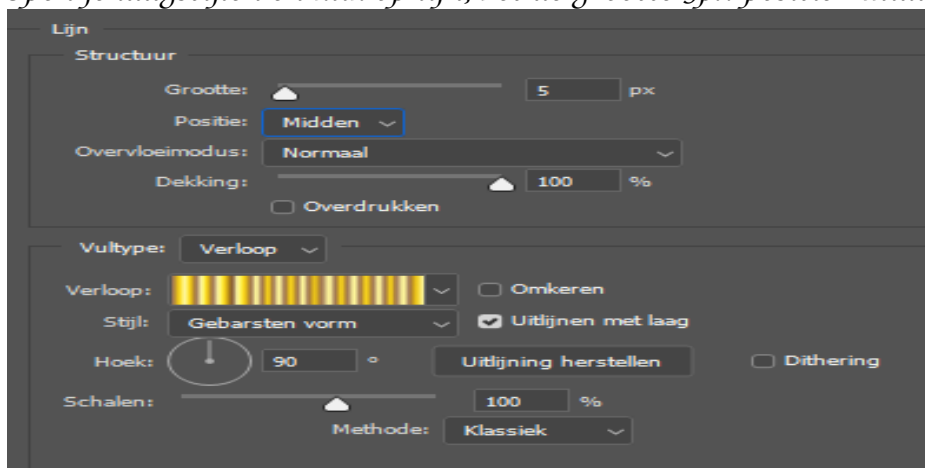 Lijn
Structuur
Grootte: 5 px
Positie: Midden
Overvloeimodus: Normaal
Dekking: 100 %
Overdrukken
Vultype: Verloop
Verloop: Omkeren
Stijl: Gebarsten vorm Uitlijnen met laag
Hoek: 90 ° Uitlijning herstellen Dithering
Schalen: 100 %
Methode: Klassiek